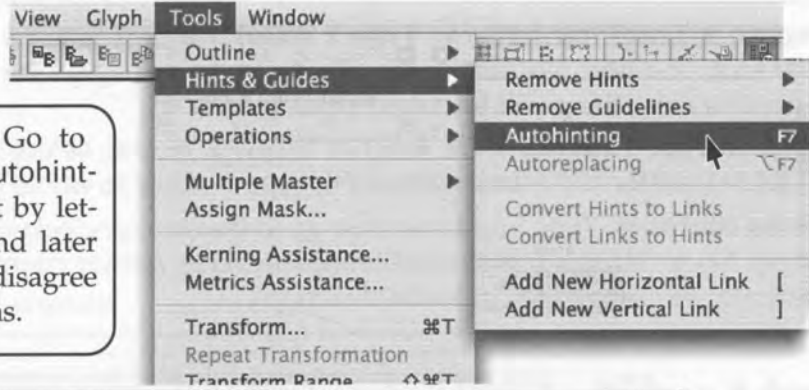 View Glyph Tools Window
Outline
Hints & Guides
Templates
Operations
Multiple Master
Assign Mask...
Kerning Assistance...
Metrics Assistance...
Transform... ⌘T
Repeat Transformation
Transform Range ⇧⌘T
Remove Hints
Remove Guidelines
Autohinting F7
Autoreplacing ⌥F7
Convert Hints to Links
Convert Links to Hints
Add New Horizontal Link [
Add New Vertical Link ]
Go to
utohint-
t by let-
nd later
disagree
s.